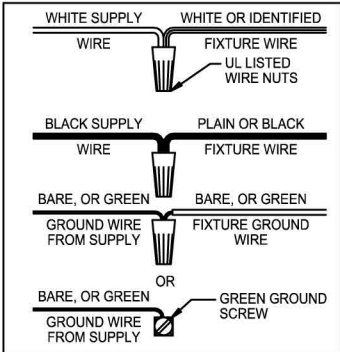 WHITE SUPPLY WHITE OR IDENTIFIED
WIRE FIXTURE WIRE
UL LISTED
WIRE NUTS
BLACK SUPPLY PLAIN OR BLACK
WIRE FIXTURE WIRE
BARE, OR GREEN BARE, OR GREEN
GROUND WIRE FIXTURE GROUND
FROM SUPPLY WIRE
OR
BARE, OR GREEN GREEN GROUND
SCREW
GROUND WIRE
FROM SUPPLY